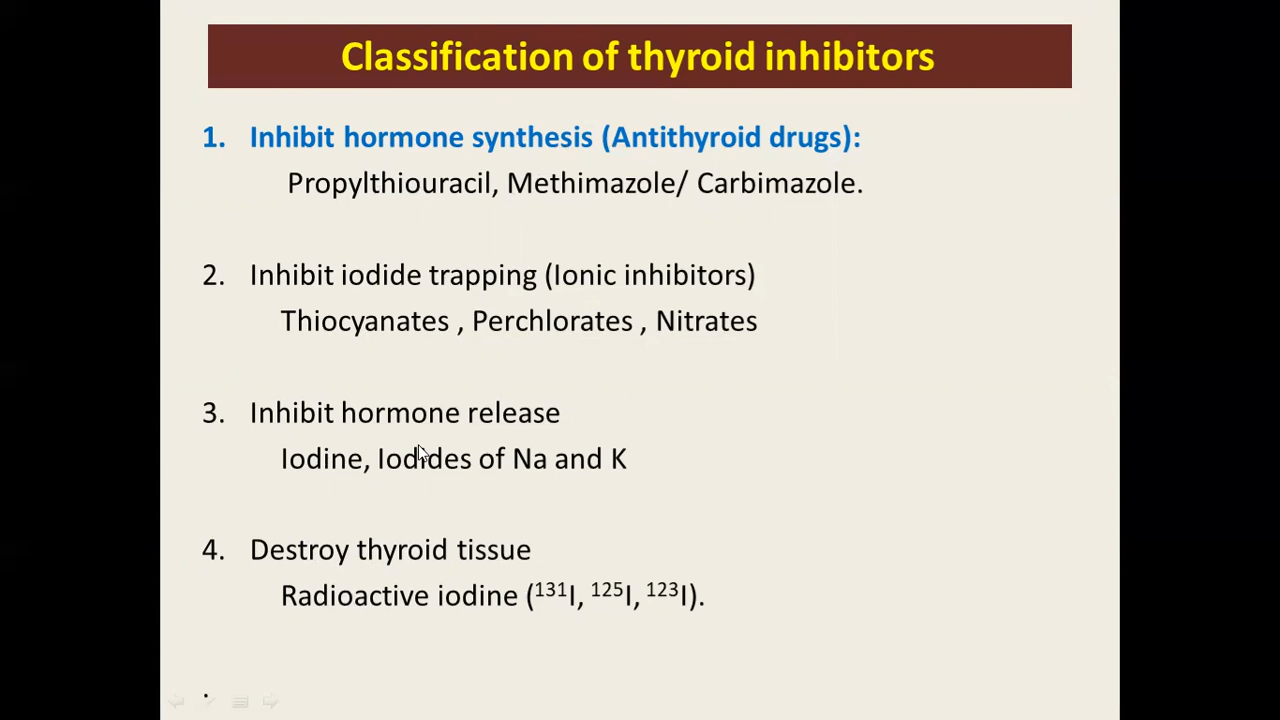 Classification of thyroid inhibitors
1. Inhibit hormone synthesis (Antithyroid drugs):
Propylthiouracil, Methimazole/ Carbimazole.
2. Inhibit iodide trapping (Ionic inhibitors)
Thiocyanates , Perchlorates , Nitrates
3. Inhibit hormone release
Iodine, Iodides of Na and K
4. Destroy thyroid tissue
Radioactive iodine (¹³¹I, ¹²⁵I, ¹²³I).
.